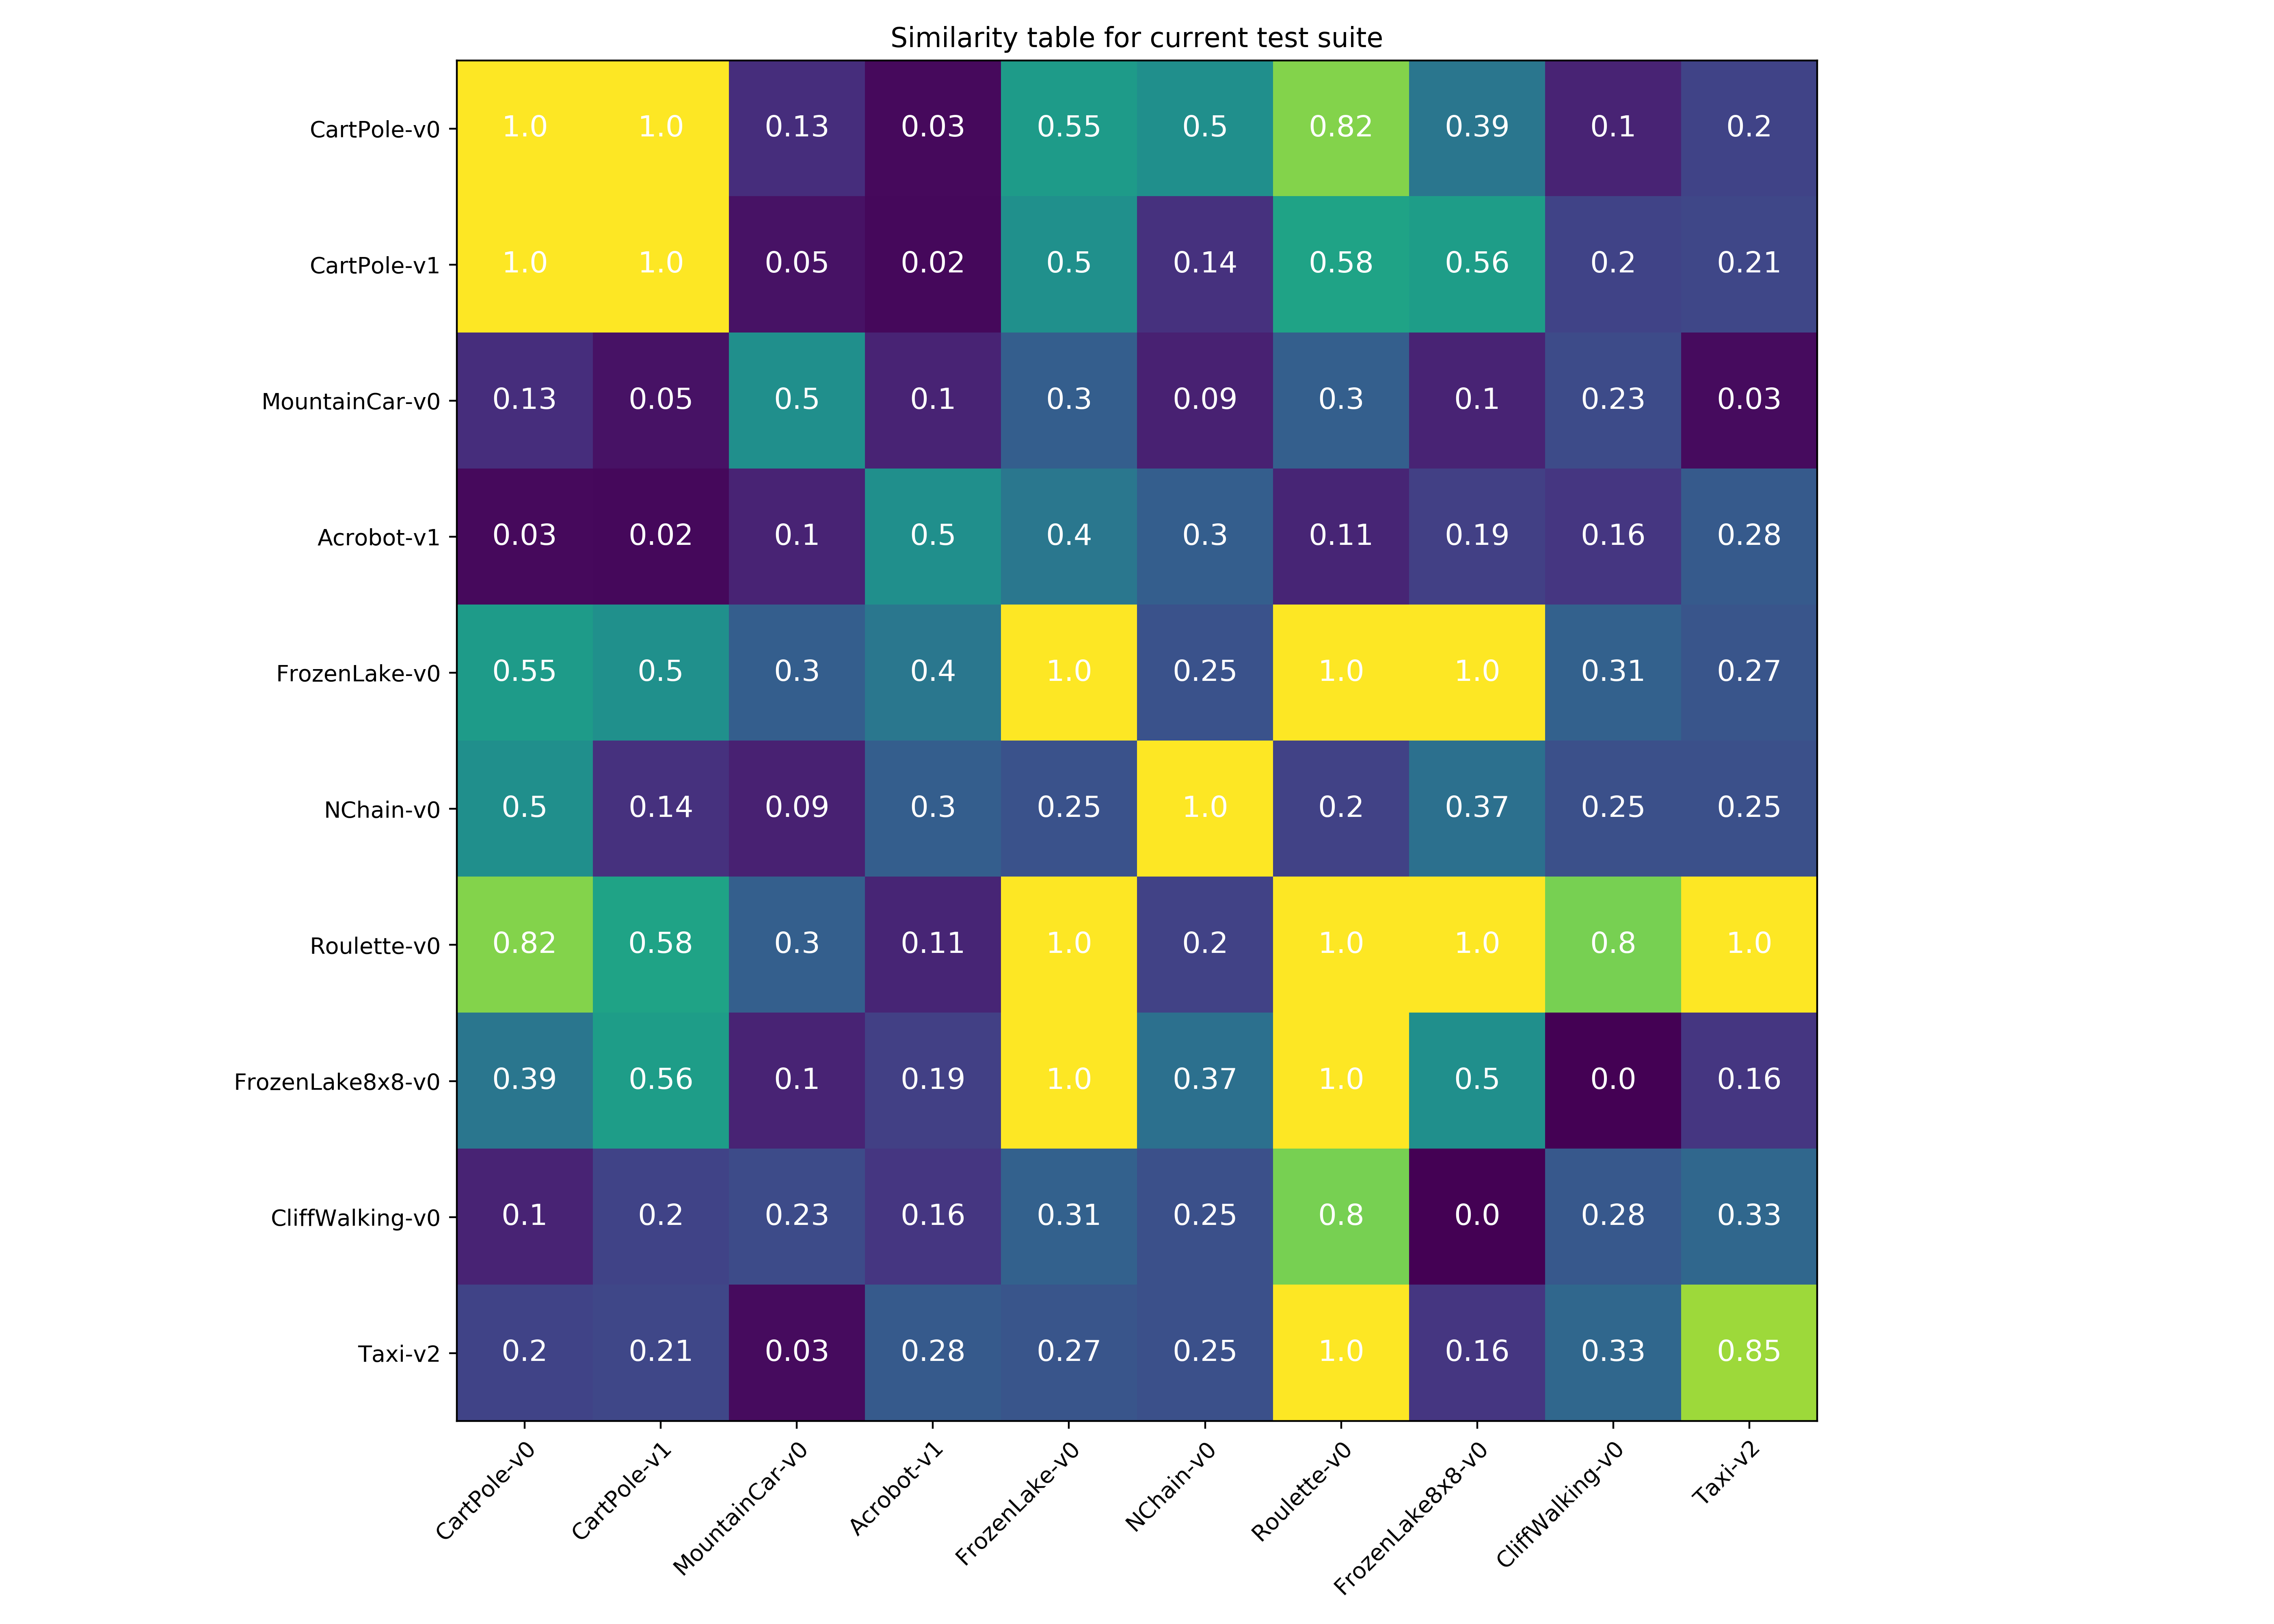 Similarity table for current test suite
CartPole-v0 1.0 1.0 0.13 0.03 0.55 0.5 0.82 0.39 0.1 0.2
CartPole-v1 1.0 1.0 0.05 0.02 0.5 0.14 0.58 0.56 0.2 0.21
MountainCar-v0 0.13 0.05 0.5 0.1 0.3 0.09 0.3 0.1 0.23 0.03
Acrobot-v1 0.03 0.02 0.1 0.5 0.4 0.3 0.11 0.19 0.16 0.28
FrozenLake-v0 0.55 0.5 0.3 0.4 1.0 0.25 1.0 1.0 0.31 0.27
NChain-v0 0.5 0.14 0.09 0.3 0.25 1.0 0.2 0.37 0.25 0.25
Roulette-v0 0.82 0.58 0.3 0.11 1.0 0.2 1.0 1.0 0.8 1.0
FrozenLake8x8-v0 0.39 0.56 0.1 0.19 1.0 0.37 1.0 0.5 0.0 0.16
CliffWalking-v0 0.1 0.2 0.23 0.16 0.31 0.25 0.8 0.0 0.28 0.33
Taxi-v2 0.2 0.21 0.03 0.28 0.27 0.25 1.0 0.16 0.33 0.85
CartPole-v0 CartPole-v1 MountainCar-v0 Acrobot-v1 FrozenLake-v0 NChain-v0 Roulette-v0 FrozenLake8x8-v0 CliffWalking-v0 Taxi-v2